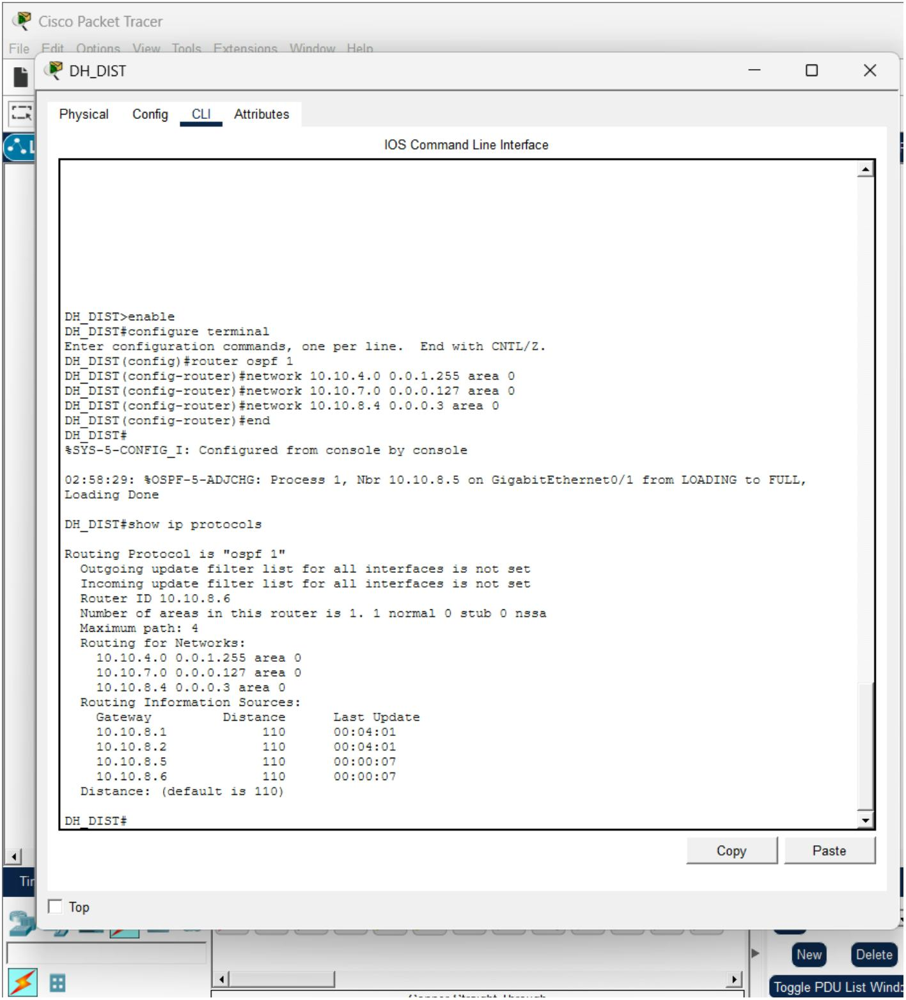 Cisco Packet Tracer
File Edit Options View Tools Extensions Window Help
DH_DIST
Physical Config CLI Attributes
IOS Command Line Interface
DH_DIST>enable
DH_DIST#configure terminal
Enter configuration commands, one per line.  End with CNTL/Z.
DH_DIST(config)#router ospf 1
DH_DIST(config-router)#network 10.10.4.0 0.0.1.255 area 0
DH_DIST(config-router)#network 10.10.7.0 0.0.0.127 area 0
DH_DIST(config-router)#network 10.10.8.4 0.0.0.3 area 0
DH_DIST(config-router)#end
DH_DIST#
%SYS-5-CONFIG_I: Configured from console by console
02:58:29: %OSPF-5-ADJCHG: Process 1, Nbr 10.10.8.5 on GigabitEthernet0/1 from LOADING to FULL,
Loading Done
DH_DIST#show ip protocols
Routing Protocol is "ospf 1"
Outgoing update filter list for all interfaces is not set
Incoming update filter list for all interfaces is not set
Router ID 10.10.8.6
Number of areas in this router is 1. 1 normal 0 stub 0 nssa
Maximum path: 4
Routing for Networks:
10.10.4.0 0.0.1.255 area 0
10.10.7.0 0.0.0.127 area 0
10.10.8.4 0.0.0.3 area 0
Routing Information Sources:
Gateway Distance Last Update
10.10.8.1 110 00:04:01
10.10.8.2 110 00:04:01
10.10.8.5 110 00:00:07
10.10.8.6 110 00:00:07
Distance: (default is 110)
DH_DIST#
Copy Paste
Top
New Delete
Toggle PDU List